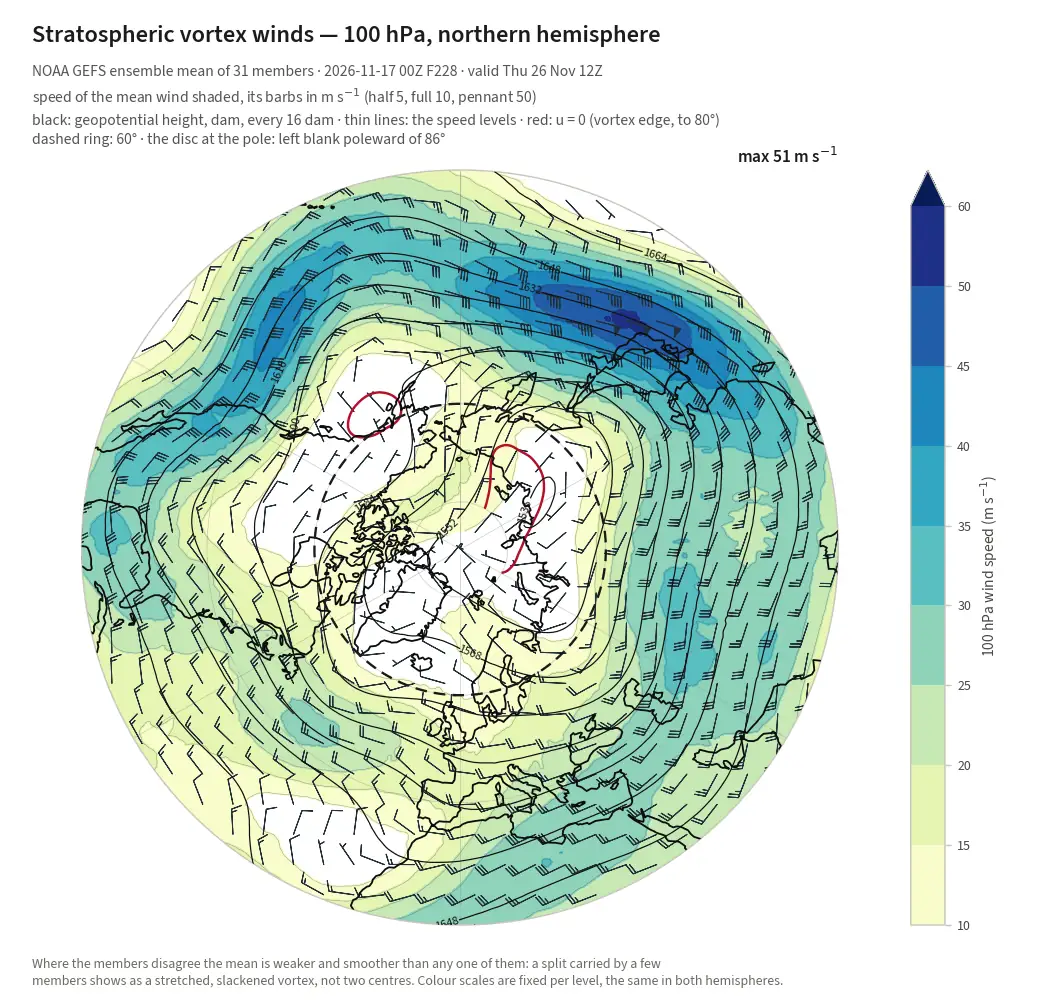 Stratospheric vortex winds — 100 hPa, northern hemisphere
NOAA GEFS ensemble mean of 31 members · 2026-11-17 00Z F228 · valid Thu 26 Nov 12Z
speed of the mean wind shaded, its barbs in m s−1 (half 5, full 10, pennant 50)
black: geopotential height, dam, every 16 dam · thin lines: the speed levels · red: u = 0 (vortex edge, to 80°)
dashed ring: 60° · the disc at the pole: left blank poleward of 86°
max 51 m s−1
1664
1648
1632
1552
1568
1648
60
50
45
40
35
30
25
20
15
10
100 hPa wind speed (m s−1)
Where the members disagree the mean is weaker and smoother than any one of them: a split carried by a few
members shows as a stretched, slackened vortex, not two centres. Colour scales are fixed per level, the same in both hemispheres.